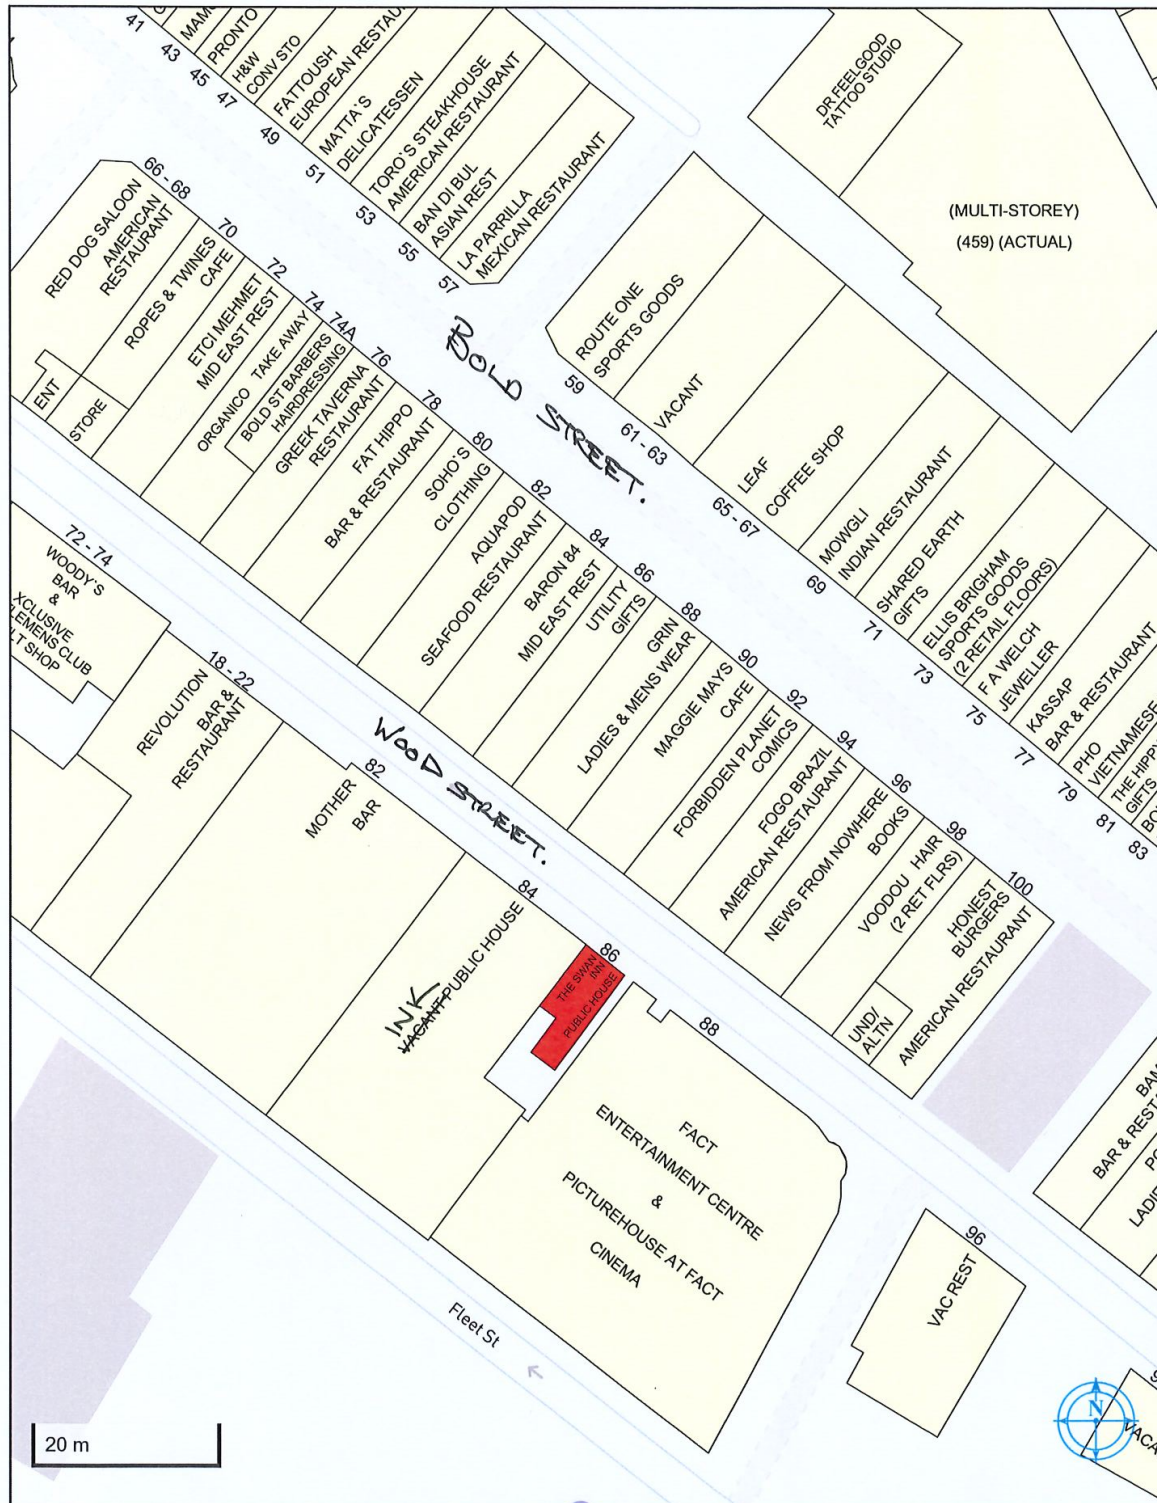 41
43
45
47
49
51
53
55
57
MAM
PRONTO
H&W
CONV STO
FATTOUSH
EUROPEAN RESTAU
MATTA'S
DELICATESSEN
TORO'S STEAKHOUSE
AMERICAN RESTAURANT
BAN DI BUL
ASIAN REST
LA PARRILLA
MEXICAN RESTAURANT
DR FEELGOOD
TATTOO STUDIO
(MULTI-STOREY)
(459) (ACTUAL)
66 - 68
70
72
74
74A
76
78
80
82
84
86
88
90
92
94
96
98
100
RED DOG SALOON
AMERICAN
RESTAURANT
ROPES & TWINES
CAFE
ENT
STORE
ETCI MEHMET
MID EAST REST
ORGANICO TAKE AWAY
BOLD ST BARBERS
HAIRDRESSING
GREEK TAVERNA
RESTAURANT
FAT HIPPO
BAR & RESTAURANT
SOHO'S
CLOTHING
AQUAPOD
SEAFOOD RESTAURANT
BARON 84
MID EAST REST
UTILITY
GIFTS
GRIN
LADIES & MENS WEAR
MAGGIE MAYS
CAFE
FORBIDDEN PLANET
COMICS
FOGO BRAZIL
AMERICAN RESTAURANT
NEWS FROM NOWHERE
BOOKS
VOODOU HAIR
(2 RET FLRS)
HONEST
BURGERS
AMERICAN RESTAURANT
UND/
ALTN
BOLD STREET.
59
61 - 63
65 - 67
69
71
73
75
77
79
81
83
ROUTE ONE
SPORTS GOODS
VACANT
LEAF
COFFEE SHOP
MOWGLI
INDIAN RESTAURANT
SHARED EARTH
GIFTS
ELLIS BRIGHAM
SPORTS GOODS
(2 RETAIL FLOORS)
F A WELCH
JEWELLER
KASSAP
BAR & RESTAURANT
PHO
VIETNAMESE
THE HIPPY
GIFTS
BO
72 - 74
WOODY'S
BAR
&
XCLUSIVE
LEMENS CLUB
LT SHOP
18 - 22
REVOLUTION
BAR &
RESTAURANT
WOOD STREET.
82
MOTHER
BAR
84
INK
VACANT PUBLIC HOUSE
86
THE SWAN
INN
PUBLIC HOUSE
88
FACT
ENTERTAINMENT CENTRE
&
PICTUREHOUSE AT FACT
CINEMA
BAM
BAR & REST
PO
LADIE
96
VAC REST
Fleet St
N
VACA
20 m